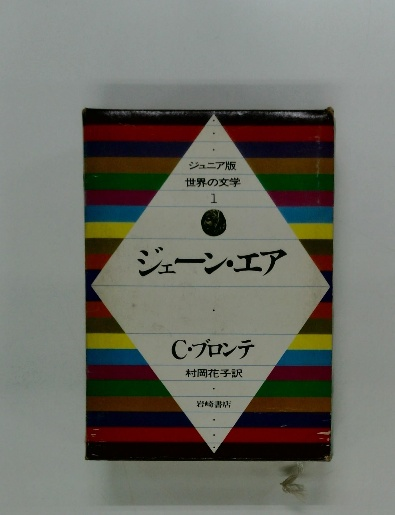 ジュニア版
世界の文学
1
ジェーン・エア
C・ブロンテ
村岡花子訳
岩崎書店